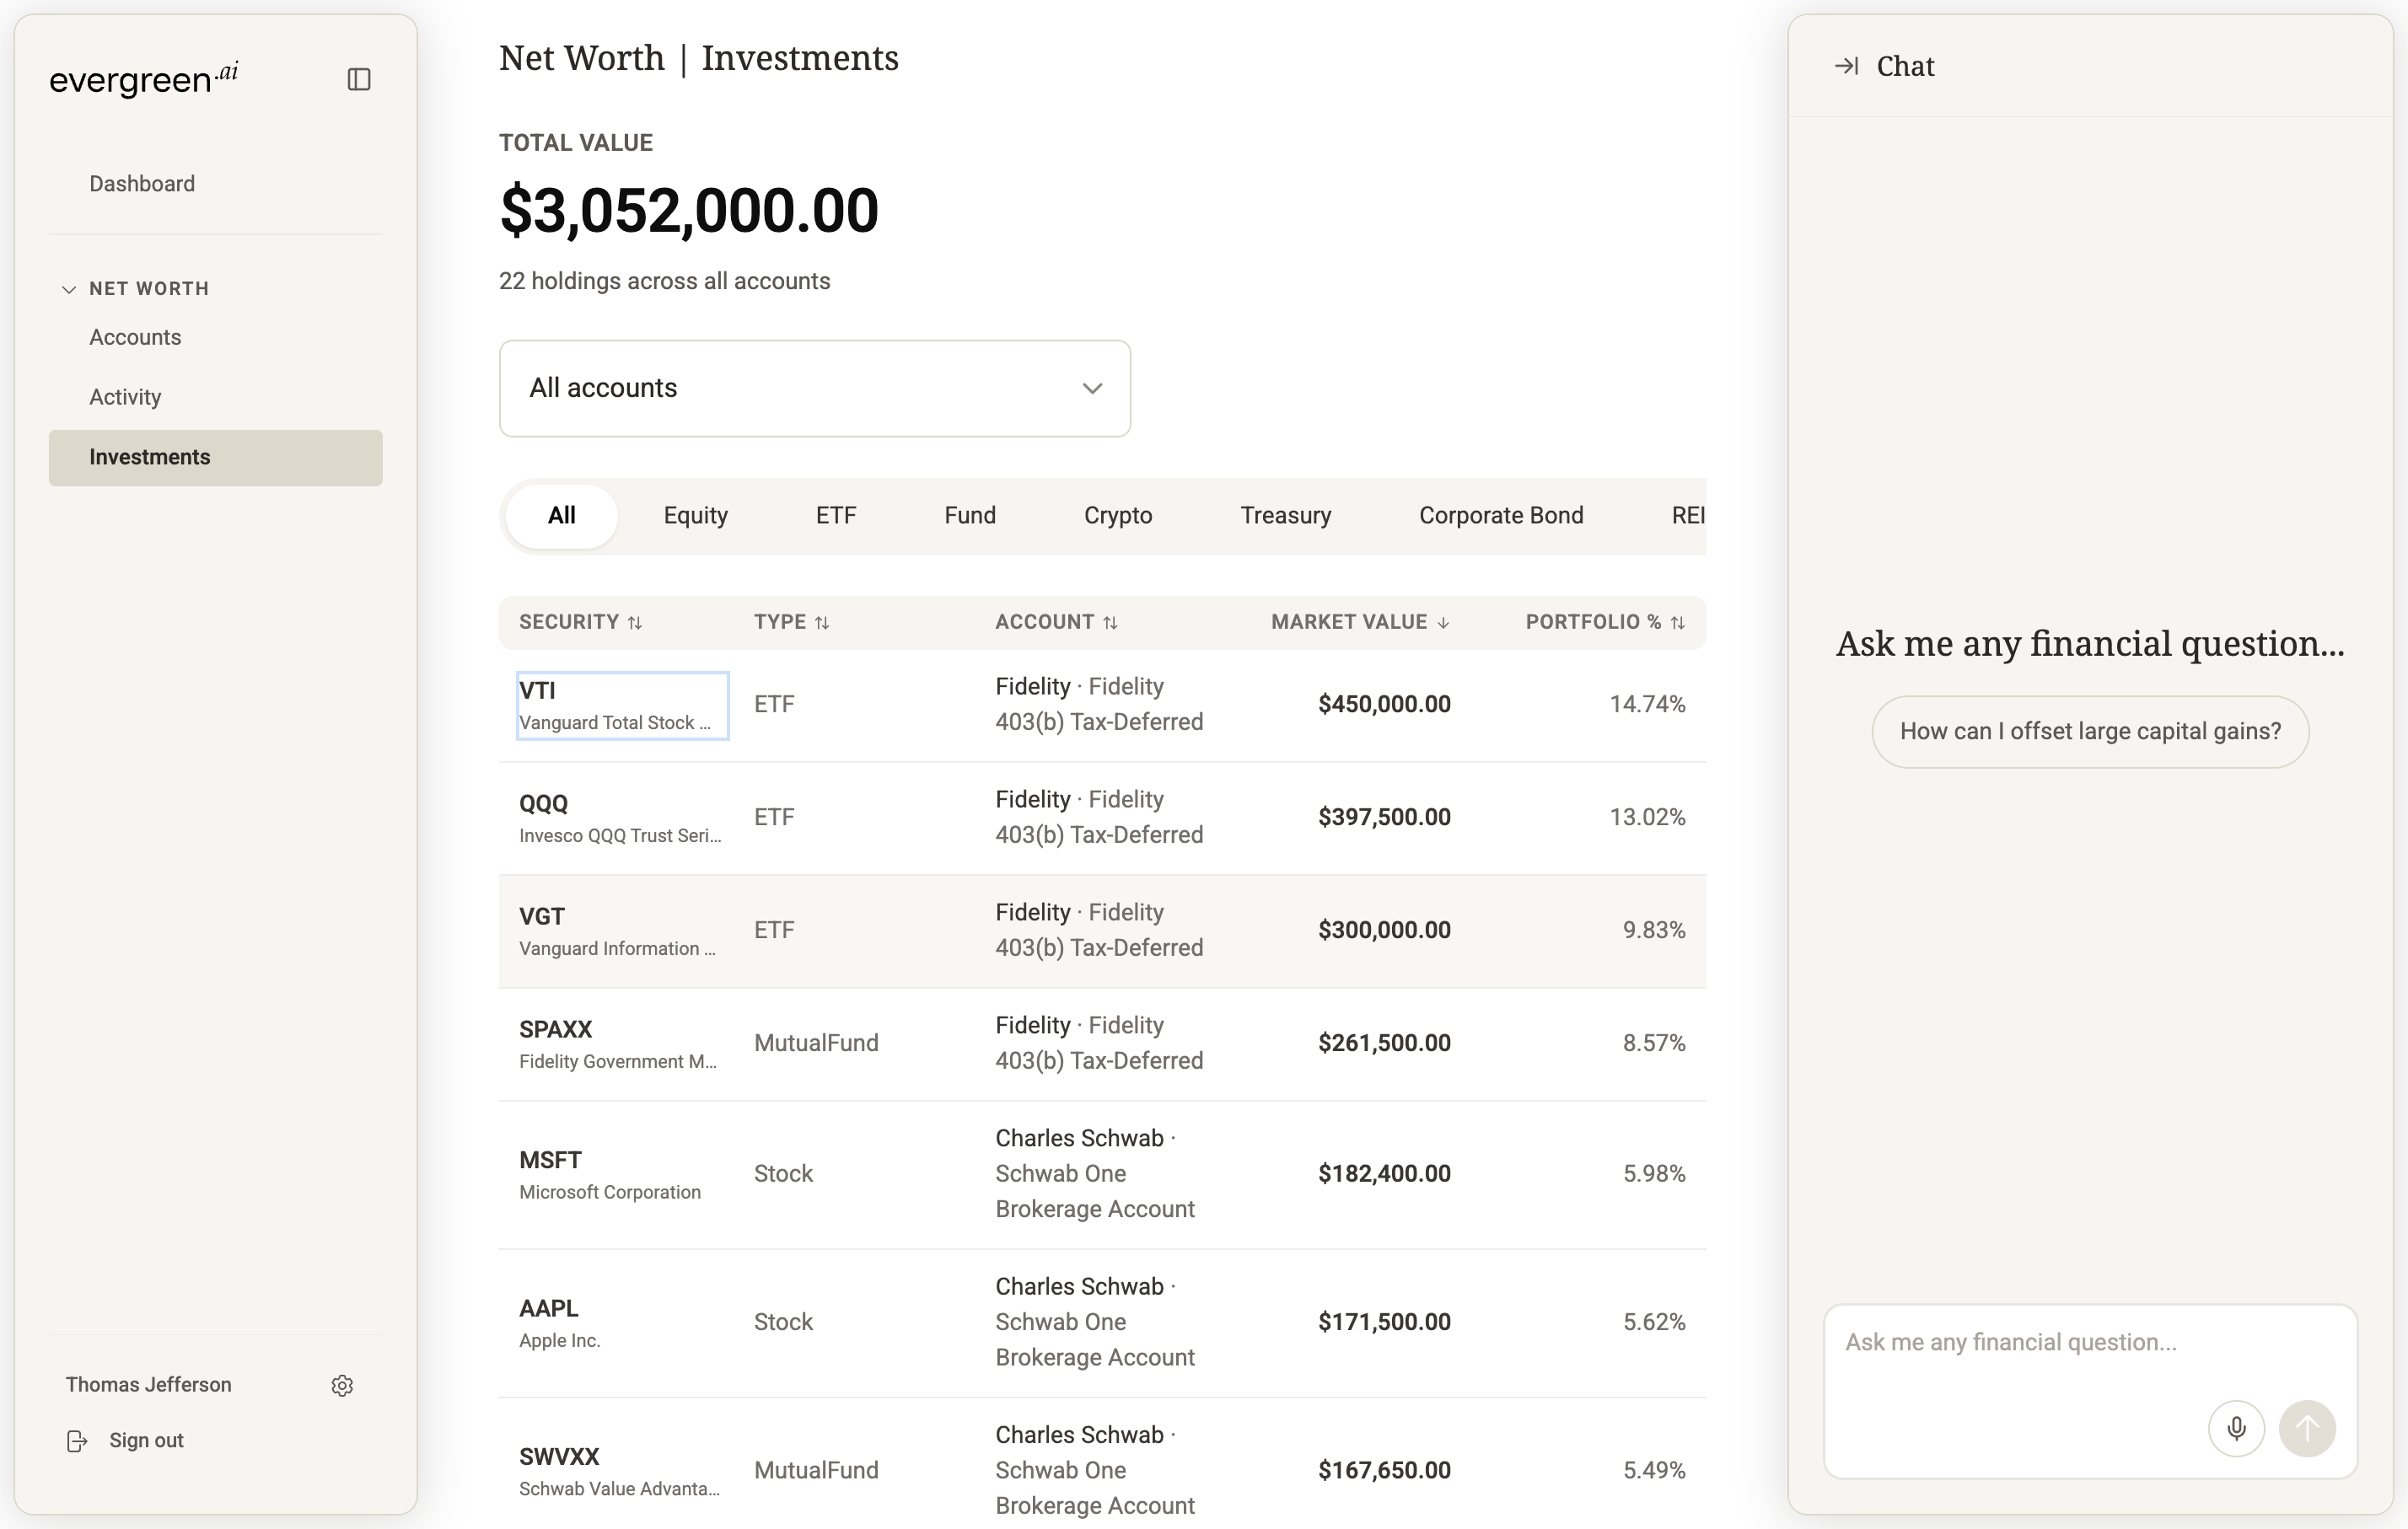 evergreen.ai
Dashboard
NET WORTH
Accounts
Activity
Investments
Thomas Jefferson
Sign out
Net Worth | Investments
TOTAL VALUE
$3,052,000.00
22 holdings across all accounts
All accounts
All Equity ETF Fund Crypto Treasury Corporate Bond REI
SECURITY TYPE ACCOUNT MARKET VALUE PORTFOLIO %
VTI
Vanguard Total Stock ...
ETF
Fidelity · Fidelity
403(b) Tax-Deferred
$450,000.00
14.74%
QQQ
Invesco QQQ Trust Seri...
ETF
Fidelity · Fidelity
403(b) Tax-Deferred
$397,500.00
13.02%
VGT
Vanguard Information ...
ETF
Fidelity · Fidelity
403(b) Tax-Deferred
$300,000.00
9.83%
SPAXX
Fidelity Government M...
MutualFund
Fidelity · Fidelity
403(b) Tax-Deferred
$261,500.00
8.57%
MSFT
Microsoft Corporation
Stock
Charles Schwab ·
Schwab One
Brokerage Account
$182,400.00
5.98%
AAPL
Apple Inc.
Stock
Charles Schwab ·
Schwab One
Brokerage Account
$171,500.00
5.62%
SWVXX
Schwab Value Advanta...
MutualFund
Charles Schwab ·
Schwab One
Brokerage Account
$167,650.00
5.49%
Chat
Ask me any financial question...
How can I offset large capital gains?
Ask me any financial question...